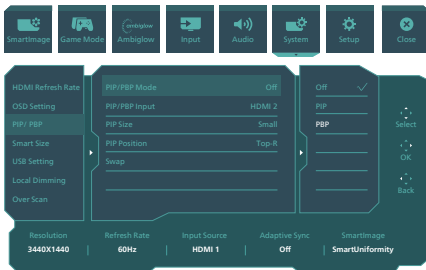 SmartImage Game Mode Ambiglow Input Audio System Setup Close
ambiglow
HDMI Refresh Rate
OSD Setting
PIP/ PBP
Smart Size
USB Setting
Local Dimming
Over Scan
PIP/PBP Mode Off
PIP/PBP Input HDMI 2
PIP Size Small
PIP Position Top-R
Swap
Off
PIP
PBP
Select
OK
Back
Resolution Refresh Rate Input Source Adaptive Sync SmartImage
3440X1440 60Hz HDMI 1 Off SmartUniformity